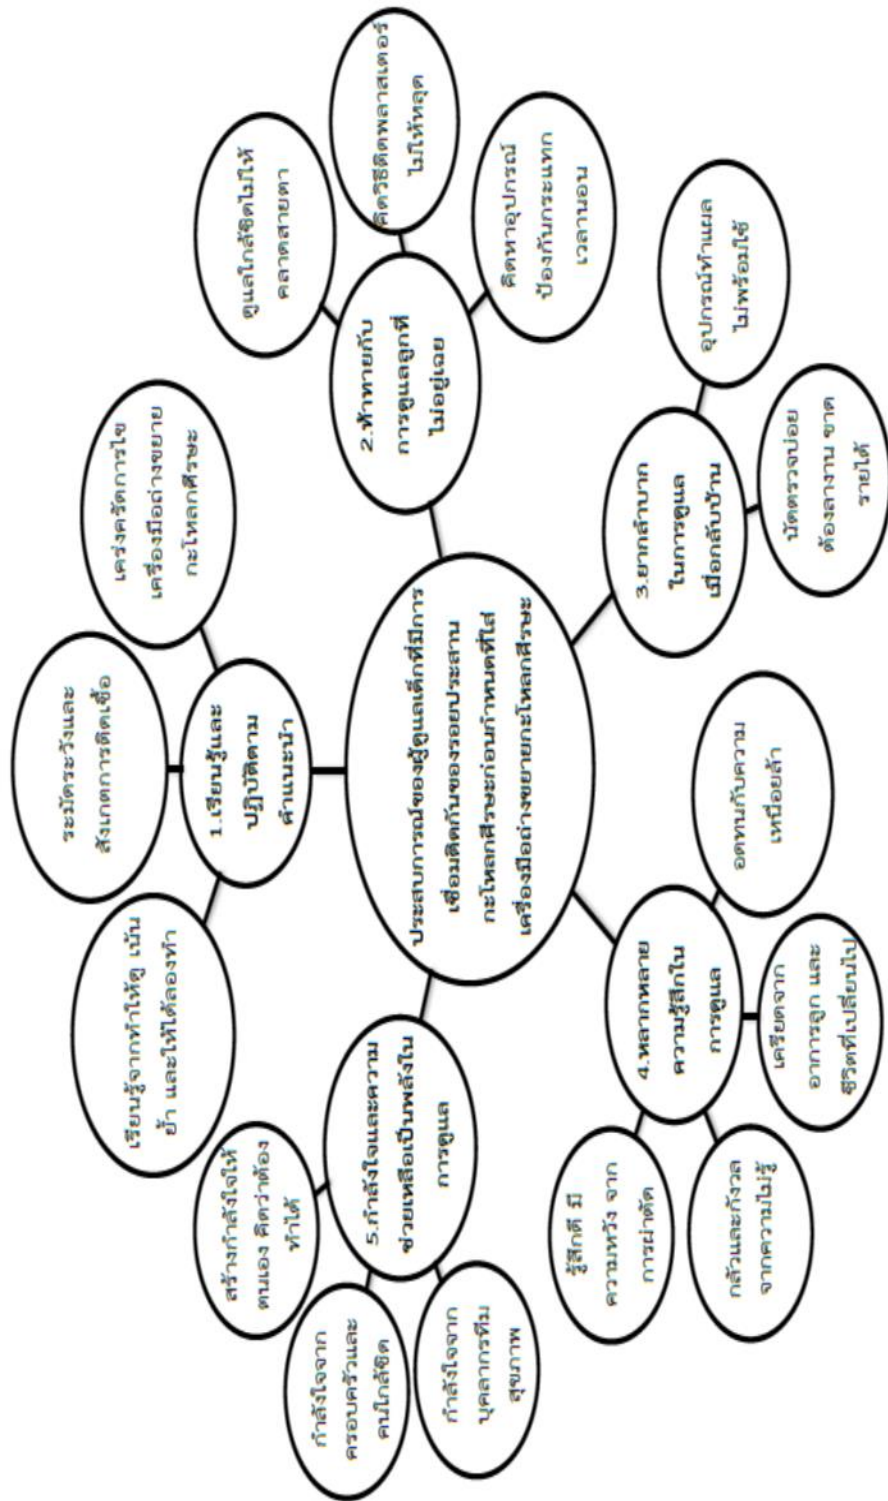 ประสบการณ์ของผู้ดูแลเด็กที่มีการ
เชื่อมติดกันของรอยประสาน
กะโหลกศีรษะก่อนกำหนดที่ใส่
เครื่องมือถ่างขยายกะโหลกศีรษะ
1.เรียนรู้และ
ปฏิบัติตาม
คำแนะนำ
เรียนรู้จากทำให้ดู เน้น
ย้ำ และให้ได้ลองทำ
ระมัดระวังและ
สังเกตการติดเชื้อ
เคร่งครัดการไข
เครื่องมือถ่างขยาย
กะโหลกศีรษะ
2.ท้าทายกับ
การดูแลลูกที่
ไม่อยู่เฉย
ดูแลใกล้ชิดไม่ให้
คลาดสายตา
คิดวิธีติดพลาสเตอร์
ไม่ให้หลุด
คิดหาอุปกรณ์
ป้องกันกระแทก
เวลานอน
3.ยากลำบาก
ในการดูแล
เมื่อกลับบ้าน
อุปกรณ์ทำแผล
ไม่พร้อมใช้
นัดตรวจบ่อย
ต้องลางาน ขาด
รายได้
4.หลากหลาย
ความรู้สึกใน
การดูแล
อดทนกับความ
เหนื่อยล้า
เครียดจาก
อาการลูก และ
ชีวิตที่เปลี่ยนไป
กลัวและกังวล
จากความไม่รู้
รู้สึกดี มี
ความหวัง จาก
การผ่าตัด
5.กำลังใจและความ
ช่วยเหลือเป็นพลังใน
การดูแล
สร้างกำลังใจให้
ตนเอง คิดว่าต้อง
ทำได้
กำลังใจจาก
ครอบครัวและ
คนใกล้ชิด
กำลังใจจาก
บุคลากรทีม
สุขภาพ